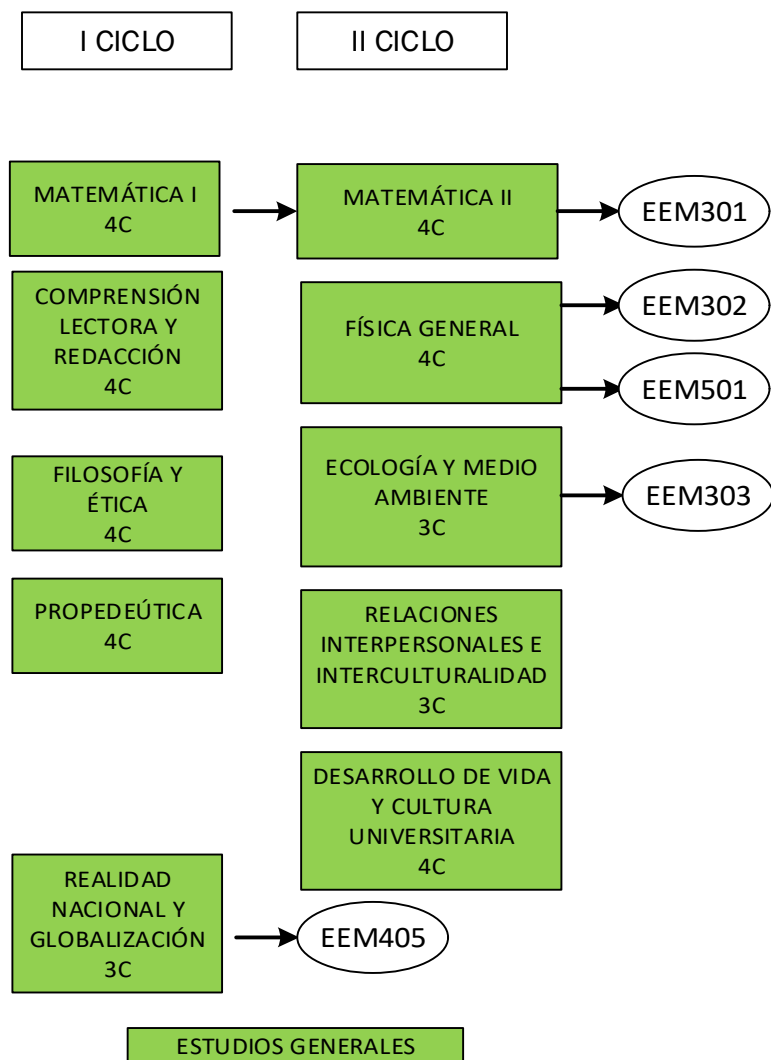 I CICLO
II CICLO
MATEMÁTICA I
4C
MATEMÁTICA II
4C
EEM301
COMPRENSIÓN
LECTORA Y
REDACCIÓN
4C
FÍSICA GENERAL
4C
EEM302
EEM501
FILOSOFÍA Y
ÉTICA
4C
ECOLOGÍA Y MEDIO
AMBIENTE
3C
EEM303
PROPEDEÚTICA
4C
RELACIONES
INTERPERSONALES E
INTERCULTURALIDAD
3C
DESARROLLO DE VIDA
Y CULTURA
UNIVERSITARIA
4C
REALIDAD
NACIONAL Y
GLOBALIZACIÓN
3C
EEM405
ESTUDIOS GENERALES